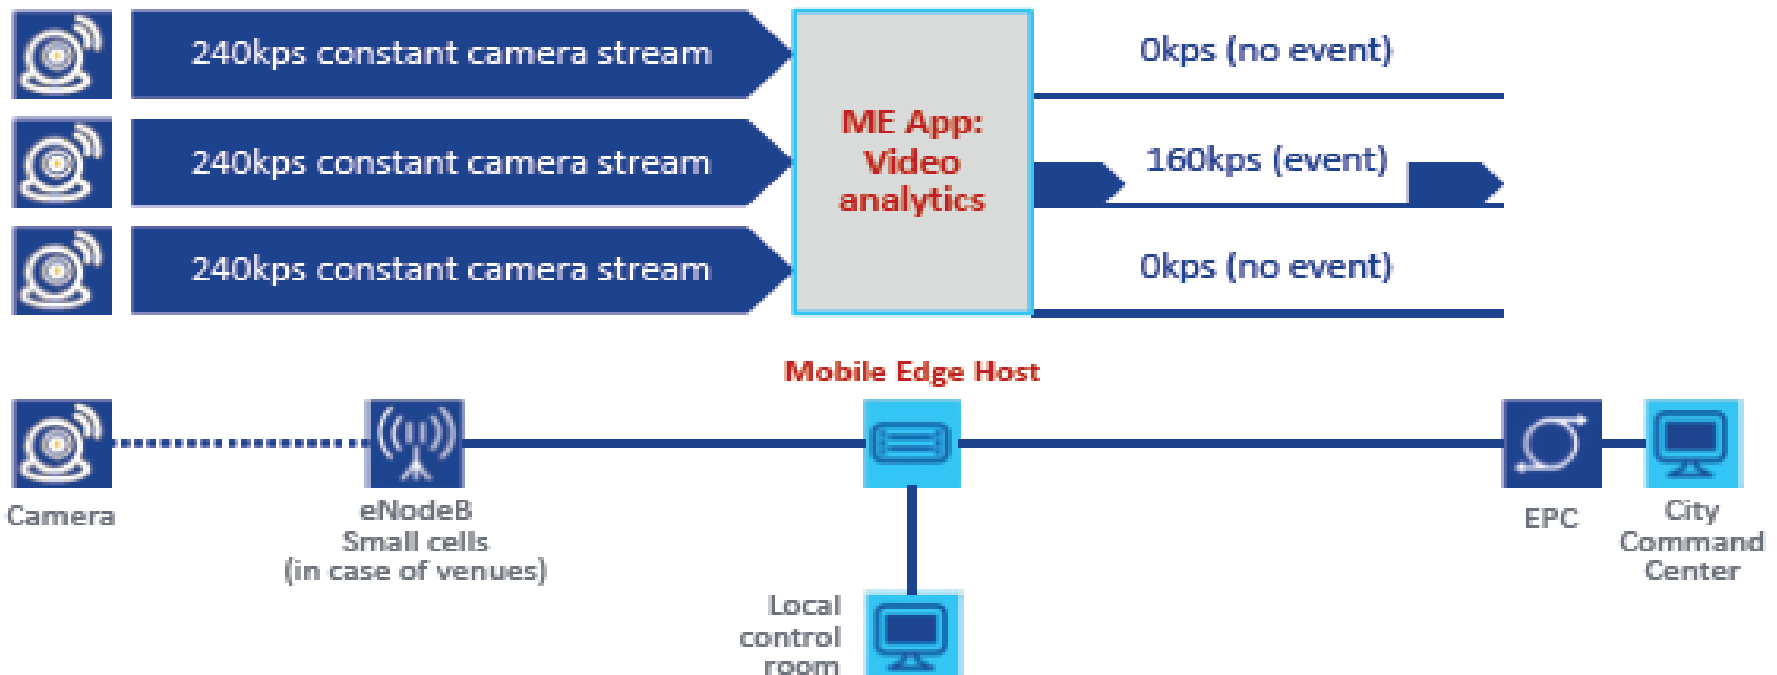 240kps constant camera stream
0kps (no event)
240kps constant camera stream
160kps (event)
240kps constant camera stream
0kps (no event)
ME App:
Video
analytics
Mobile Edge Host
Camera
eNodeB
Small cells
(in case of venues)
EPC
City
Command
Center
Local
control
room